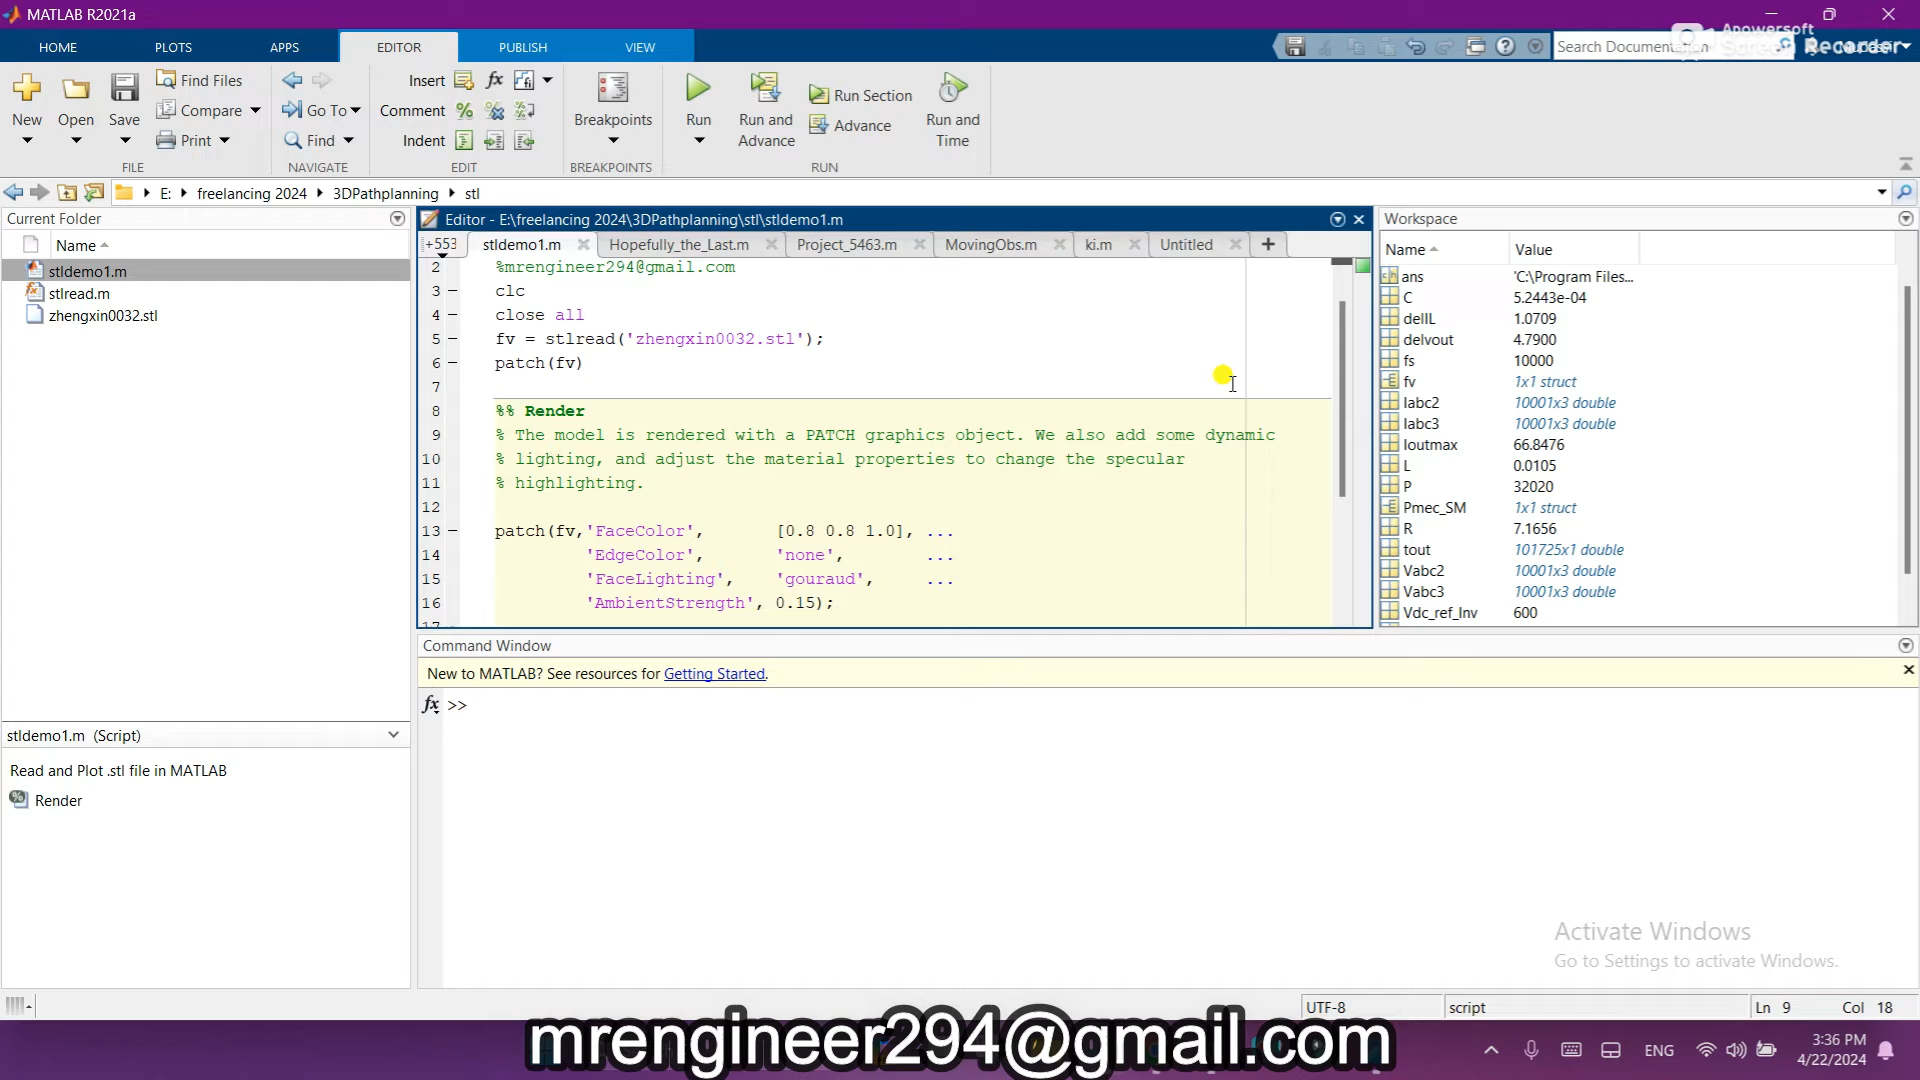 MATLAB R2021a
HOME PLOTS APPS EDITOR PUBLISH VIEW
Search Documentation
Apowersoft
Screen Recorder
New Open Save
Find Files
Compare
Print
FILE
Go To
Find
NAVIGATE
Insert
Comment
Indent
EDIT
Breakpoints
BREAKPOINTS
Run
Run and Advance
Run Section
Advance
Run and Time
RUN
E: freelancing 2024 3DPathplanning stl
Current Folder
Name
stldemo1.m
stlread.m
zhengxin0032.stl
stldemo1.m (Script)
Read and Plot .stl file in MATLAB
Render
Editor - E:\freelancing 2024\3DPathplanning\stl\stldemo1.m
+553 stldemo1.m Hopefully_the_Last.m Project_5463.m MovingObs.m ki.m Untitled
2 %mrengineer294@gmail.com
3 clc
4 close all
5 fv = stlread('zhengxin0032.stl');
6 patch(fv)
7
8 %% Render
9 % The model is rendered with a PATCH graphics object. We also add some dynamic
10 % lighting, and adjust the material properties to change the specular
11 % highlighting.
12
13 patch(fv,'FaceColor', [0.8 0.8 1.0], ...
14 'EdgeColor', 'none', ...
15 'FaceLighting', 'gouraud', ...
16 'AmbientStrength', 0.15);
17
Workspace
Name Value
ans 'C:\Program Files...
C 5.2443e-04
delIL 1.0709
delvout 4.7900
fs 10000
fv 1x1 struct
Iabc2 10001x3 double
Iabc3 10001x3 double
Ioutmax 66.8476
L 0.0105
P 32020
Pmec_SM 1x1 struct
R 7.1656
tout 101725x1 double
Vabc2 10001x3 double
Vabc3 10001x3 double
Vdc_ref_Inv 600
Command Window
New to MATLAB? See resources for Getting Started.
fx >>
Activate Windows
Go to Settings to activate Windows.
UTF-8 script Ln 9 Col 18
mrengineer294@gmail.com
ENG
3:36 PM
4/22/2024